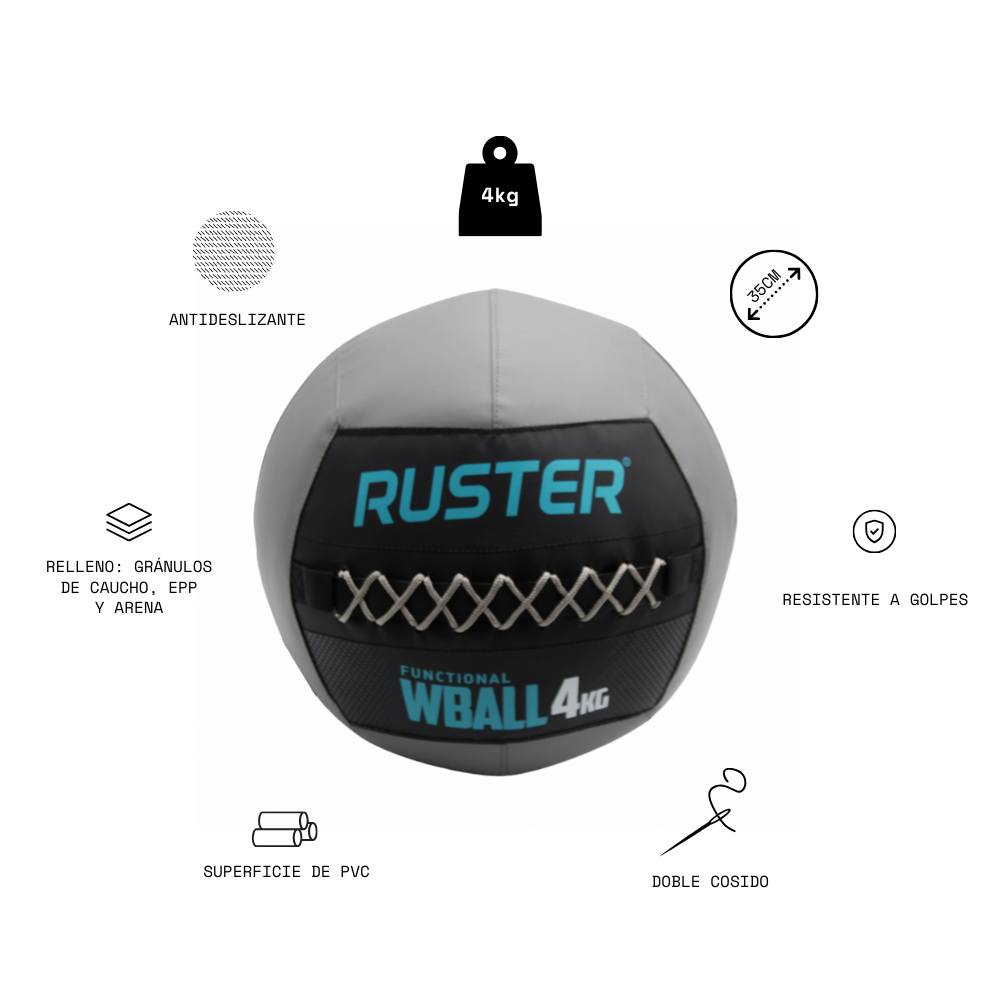 4kg
35CM
ANTIDESLIZANTE
RUSTER®
RELLENO: GRÁNULOS
DE CAUCHO, EPP
Y ARENA
RESISTENTE A GOLPES
FUNCTIONAL
WBALL 4KG
SUPERFICIE DE PVC
DOBLE COSIDO